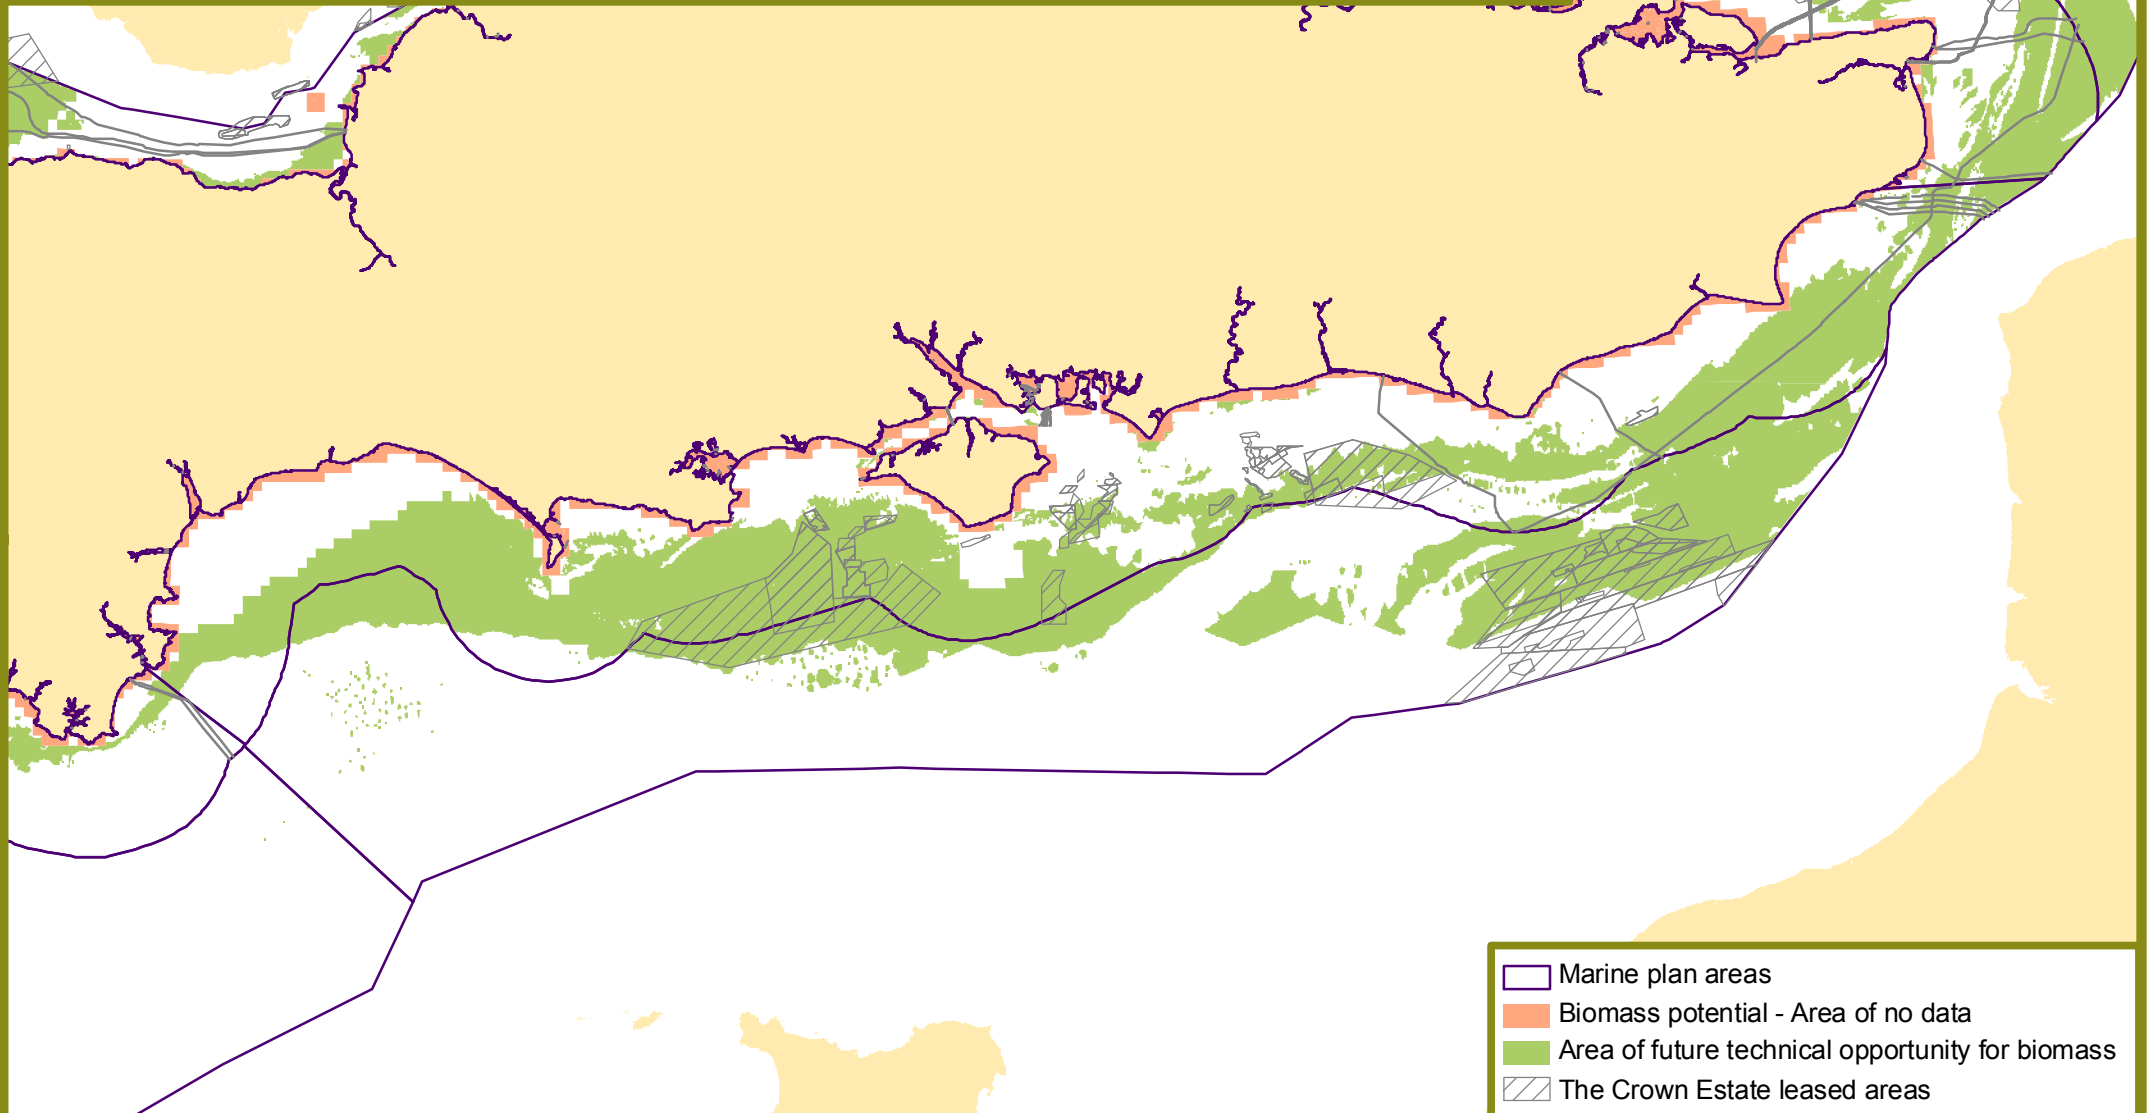 Marine plan areas
Biomass potential - Area of no data
Area of future technical opportunity for biomass
The Crown Estate leased areas